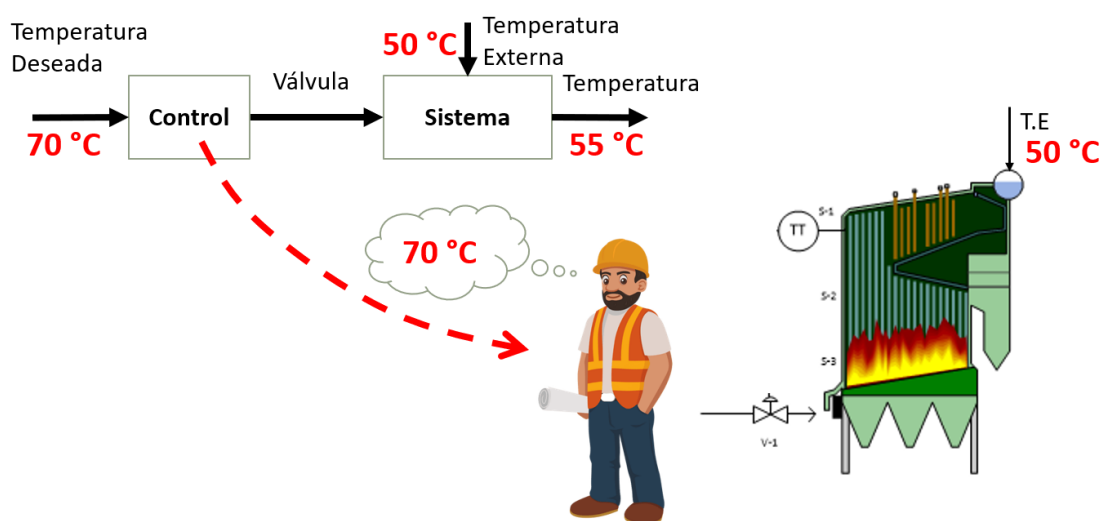 Temperatura
Deseada
70 °C
Control
Válvula
50 °C
Temperatura
Externa
Sistema
Temperatura
55 °C
70 °C
T.E
50 °C
TT
S-1
S-2
S-3
V-1